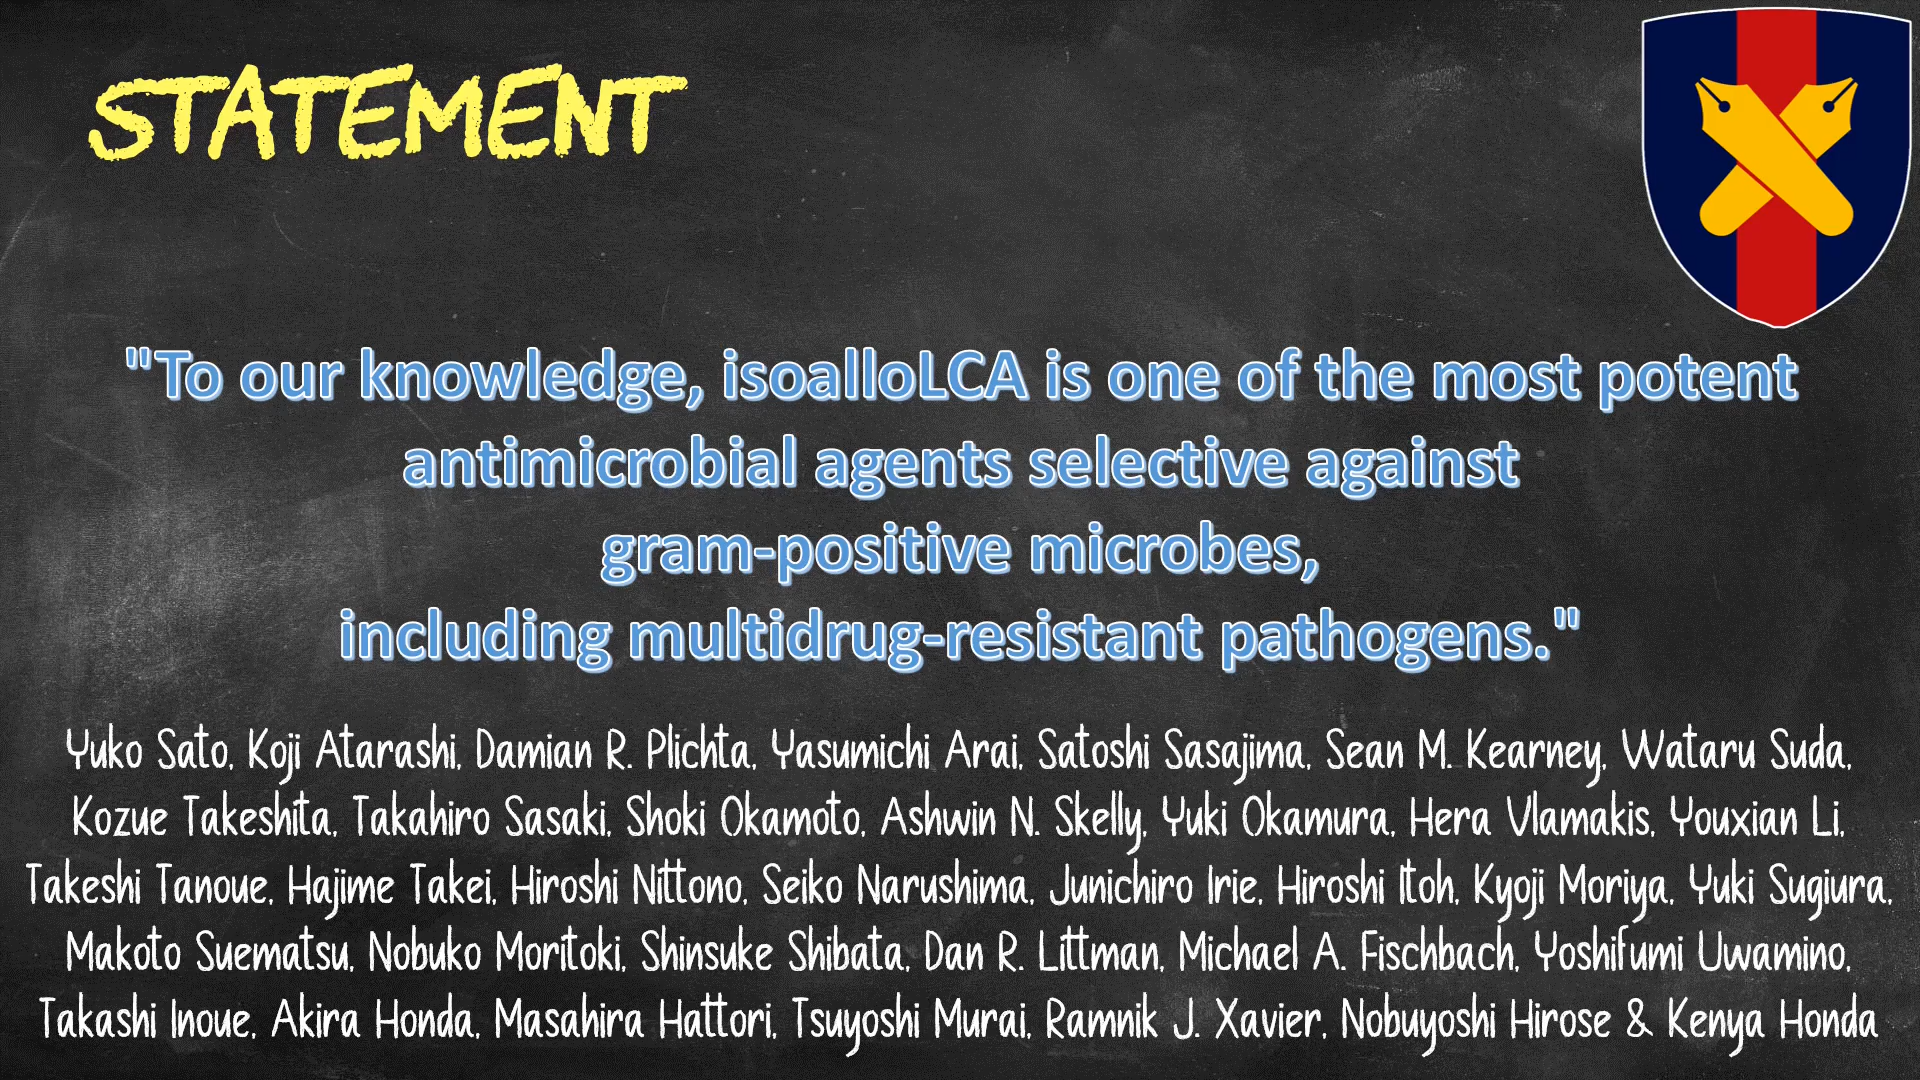 STATEMENT
"To our knowledge, isoalloLCA is one of the most potent
antimicrobial agents selective against
gram-positive microbes,
including multidrug-resistant pathogens."
Yuko Sato, Koji Atarashi, Damian R. Plichta, Yasumichi Arai, Satoshi Sasajima, Sean M. Kearney, Wataru Suda,
Kozue Takeshita, Takahiro Sasaki, Shoki Okamoto, Ashwin N. Skelly, Yuki Okamura, Hera Vlamakis, Youxian Li,
Takeshi Tanoue, Hajime Takei, Hiroshi Nittono, Seiko Narushima, Junichiro Irie, Hiroshi Itoh, Kyoji Moriya, Yuki Sugiura,
Makoto Suematsu, Nobuko Moritoki, Shinsuke Shibata, Dan R. Littman, Michael A. Fischbach, Yoshifumi Uwamino,
Takashi Inoue, Akira Honda, Masahira Hattori, Tsuyoshi Murai, Ramnik J. Xavier, Nobuyoshi Hirose & Kenya Honda